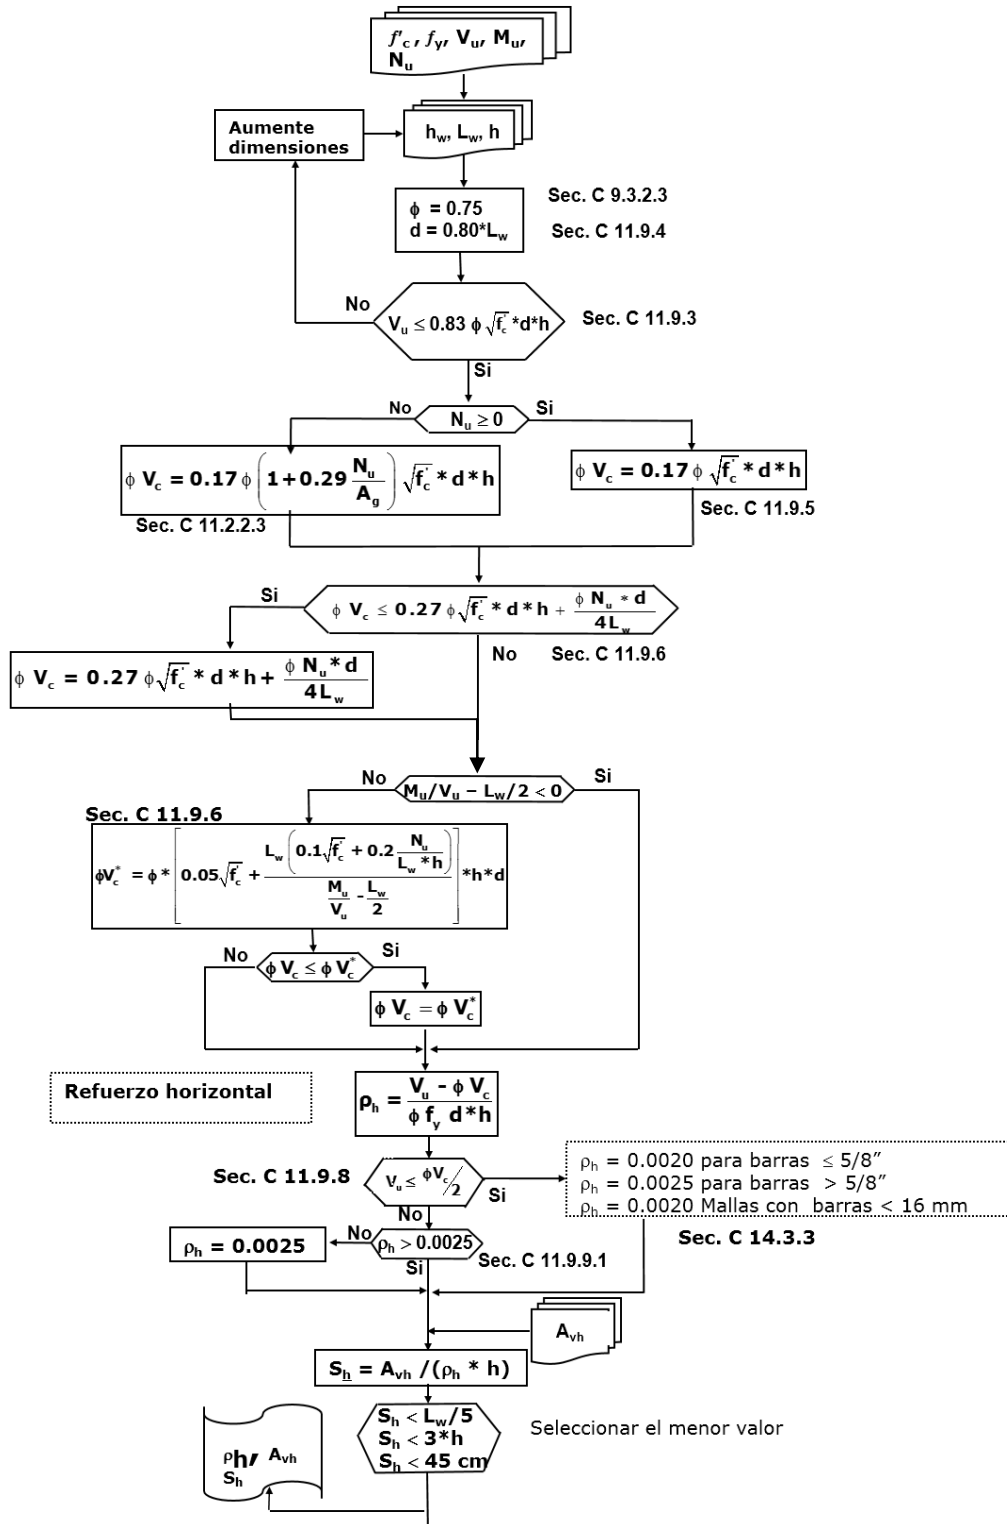 f'c , fy, Vu, Mu,
Nu
Aumente
dimensiones
hw, Lw, h
ϕ = 0.75
d = 0.80*Lw
Sec. C 9.3.2.3
Sec. C 11.9.4
No
Vu ≤ 0.83 ϕ √f'c *d*h
Sec. C 11.9.3
Si
No
Nu ≥ 0
Si
ϕ Vc = 0.17 ϕ (1+0.29 Nu/Ag) √f'c * d * h
ϕ Vc = 0.17 ϕ √f'c * d * h
Sec. C 11.2.2.3
Sec. C 11.9.5
Si
ϕ Vc ≤ 0.27 ϕ √f'c * d * h + ϕ Nu * d / 4Lw
No
Sec. C 11.9.6
ϕ Vc = 0.27 ϕ √f'c * d * h + ϕ Nu * d / 4Lw
No
Mu/Vu – Lw/2 < 0
Si
Sec. C 11.9.6
ϕVc* = ϕ * [0.05√f'c + Lw (0.1√f'c + 0.2 Nu / Lw * h) / (Mu/Vu - Lw/2)] *h*d
No
ϕ Vc ≤ ϕ Vc*
Si
ϕ Vc = ϕ Vc*
Refuerzo horizontal
ρh = Vu - ϕ Vc / ϕ fy d*h
Sec. C 11.9.8
Vu ≤ ϕVc/2
Si
No
ρh = 0.0020 para barras ≤ 5/8"
ρh = 0.0025 para barras > 5/8"
ρh = 0.0020 Mallas con barras < 16 mm
Sec. C 14.3.3
No
ρh = 0.0025
ρh > 0.0025
Sec. C 11.9.9.1
Si
Avh
Sh = Avh /(ρh * h)
Sh < Lw/5
Sh < 3*h
Sh < 45 cm
Seleccionar el menor valor
ρh, Avh
Sh